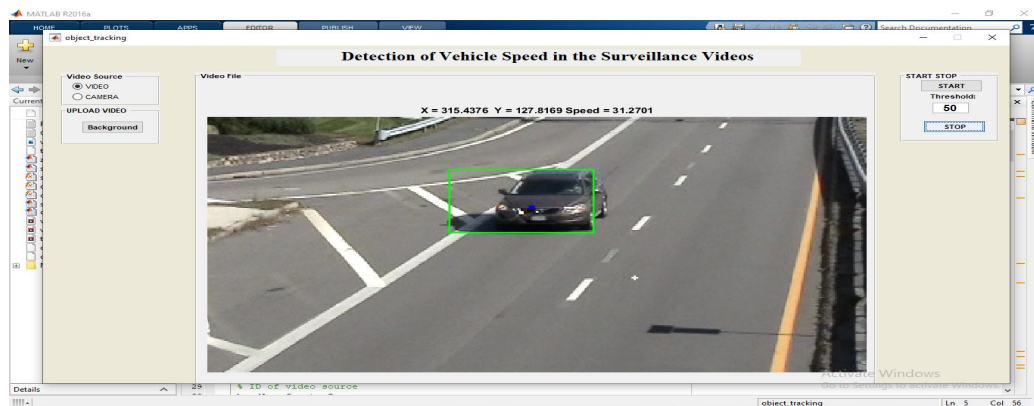 MATLAB R2016a
HOME PLOTS APPS EDITOR PUBLISH VIEW
Search Documentation
New
object_tracking
Detection of Vehicle Speed in the Surveillance Videos
Video Source
VIDEO
CAMERA
UPLOAD VIDEO
Background
Video File
X = 315.4376 Y = 127.8169 Speed = 31.2701
START STOP
START
Threshold:
50
STOP
Current
Activate Windows
Go to Settings to activate Windows.
Details
29 % ID of video source
object_tracking Ln 5 Col 56